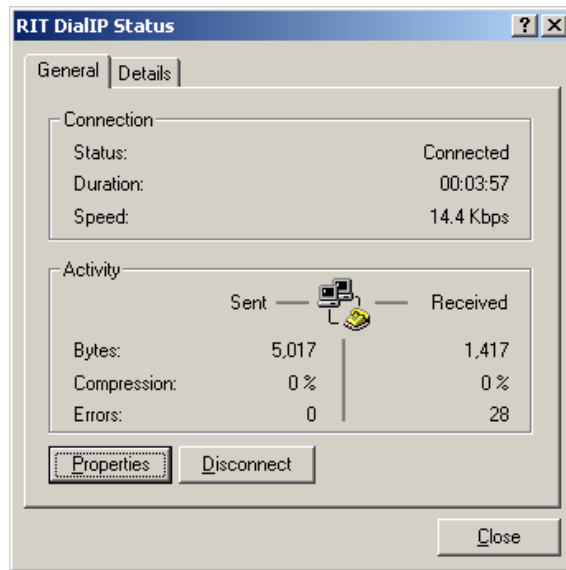 RIT DialIP Status
General Details
Connection
Status: Connected
Duration: 00:03:57
Speed: 14.4 Kbps
Activity
Sent Received
Bytes: 5,017 1,417
Compression: 0 % 0 %
Errors: 0 28
Properties Disconnect
Close